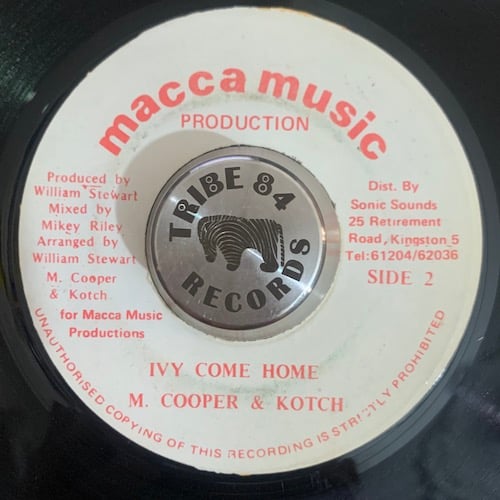 macca music
PRODUCTION
Produced by
William Stewart
Mixed by
Mikey Riley
Arranged by
William Stewart
M. Cooper
& Kotch
for Macca Music
Productions
Dist. By
Sonic Sounds
25 Retirement
Road, Kingston 5
Tel: 61204/62036
SIDE 2
TRIBE 84
RECORDS
IVY COME HOME
M. COOPER & KOTCH
UNAUTHORISED COPYING OF THIS RECORDING IS STRICTLY PROHIBITED